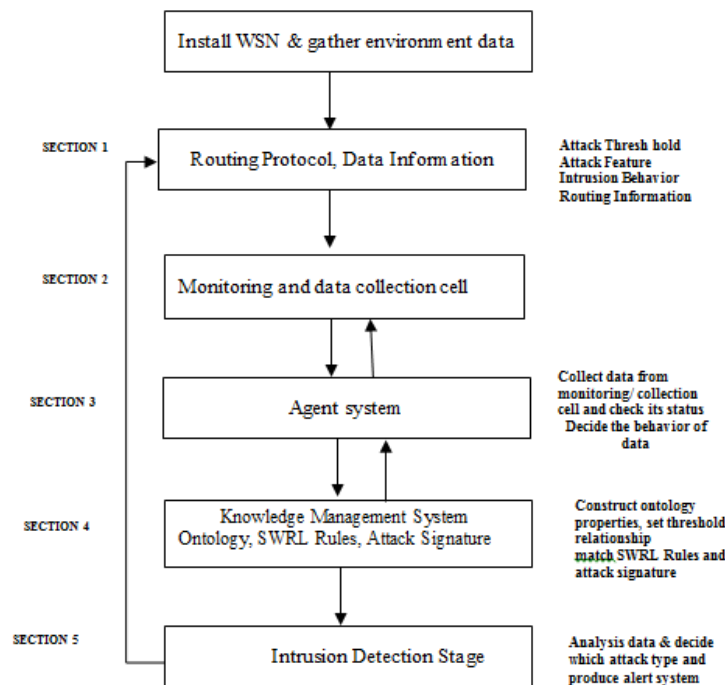 Install WSN & gather environment data
SECTION 1
Routing Protocol, Data Information
Attack Thresh hold
Attack Feature
Intrusion Behavior
Routing Information
SECTION 2
Monitoring and data collection cell
SECTION 3
Agent system
Collect data from
monitoring/ collection
cell and check its status
Decide the behavior of
data
SECTION 4
Knowledge Management System
Ontology, SWRL Rules, Attack Signature
Construct ontology
properties, set threshold
relationship
match SWRL Rules and
attack signature
SECTION 5
Intrusion Detection Stage
Analysis data & decide
which attack type and
produce alert system